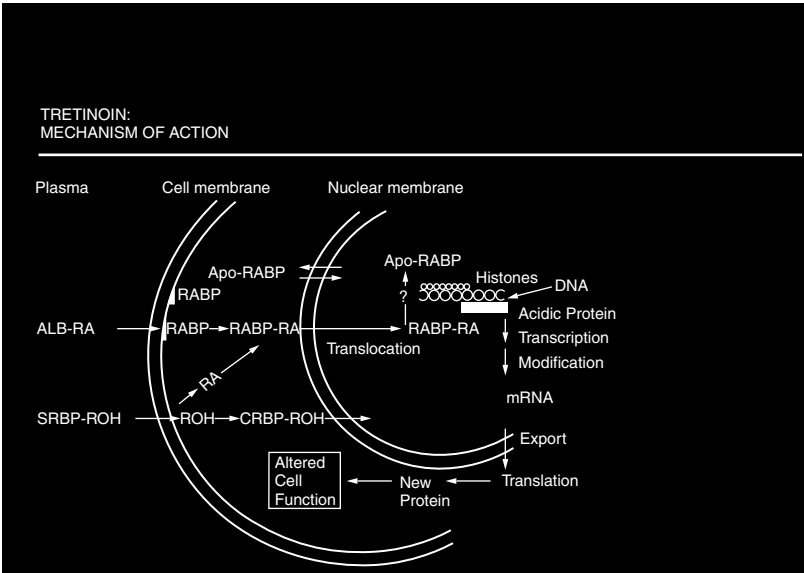 TRETINOIN:
MECHANISM OF ACTION
Plasma
Cell membrane
Nuclear membrane
Apo-RABP
Apo-RABP
Histones
DNA
RABP
?
Acidic Protein
ALB-RA
RABP
RABP-RA
RABP-RA
Transcription
Translocation
Modification
RA
mRNA
SRBP-ROH
ROH
CRBP-ROH
Export
Altered
Cell
Function
New
Protein
Translation